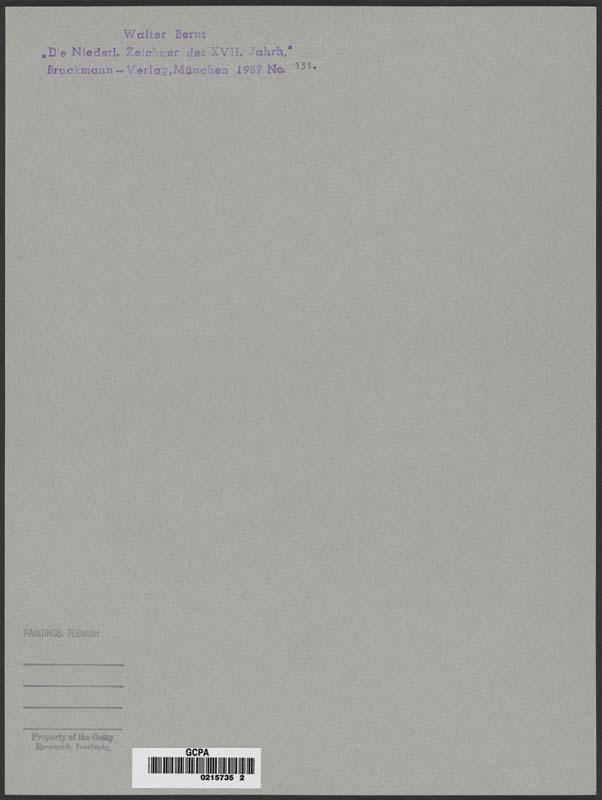 Walter Bernt
„Die Niederl. Zeichner des XVII. Jahrh."
Bruckmann – Verlag, München 1957 No. 131.
PAINTINGS: FLEMISH
Property of the Getty
Research Institute.
GCPA
0215735 2